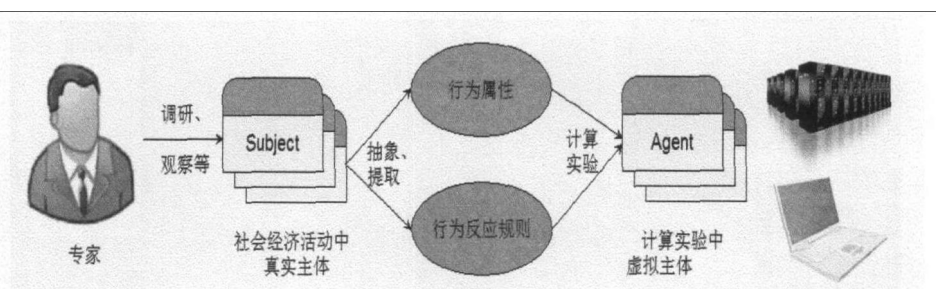 专家
调研、
观察等
Subject
社会经济活动中
真实主体
抽象、
提取
行为属性
行为反应规则
计算
实验
Agent
计算实验中
虚拟主体